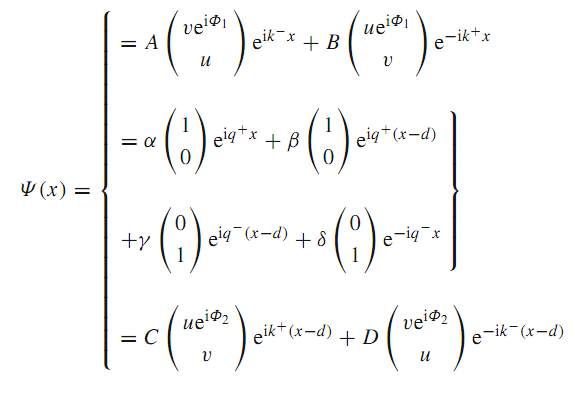 = A ( ve^{iΦ_1} / u ) e^{ik^- x} + B ( ue^{iΦ_1} / v ) e^{-ik^+ x}
= α ( 1 / 0 ) e^{iq^+ x} + β ( 1 / 0 ) e^{iq^+ (x-d)}
Ψ(x) =
+γ ( 0 / 1 ) e^{iq^- (x-d)} + δ ( 0 / 1 ) e^{-iq^- x}
= C ( ue^{iΦ_2} / v ) e^{ik^+ (x-d)} + D ( ve^{iΦ_2} / u ) e^{-ik^- (x-d)}